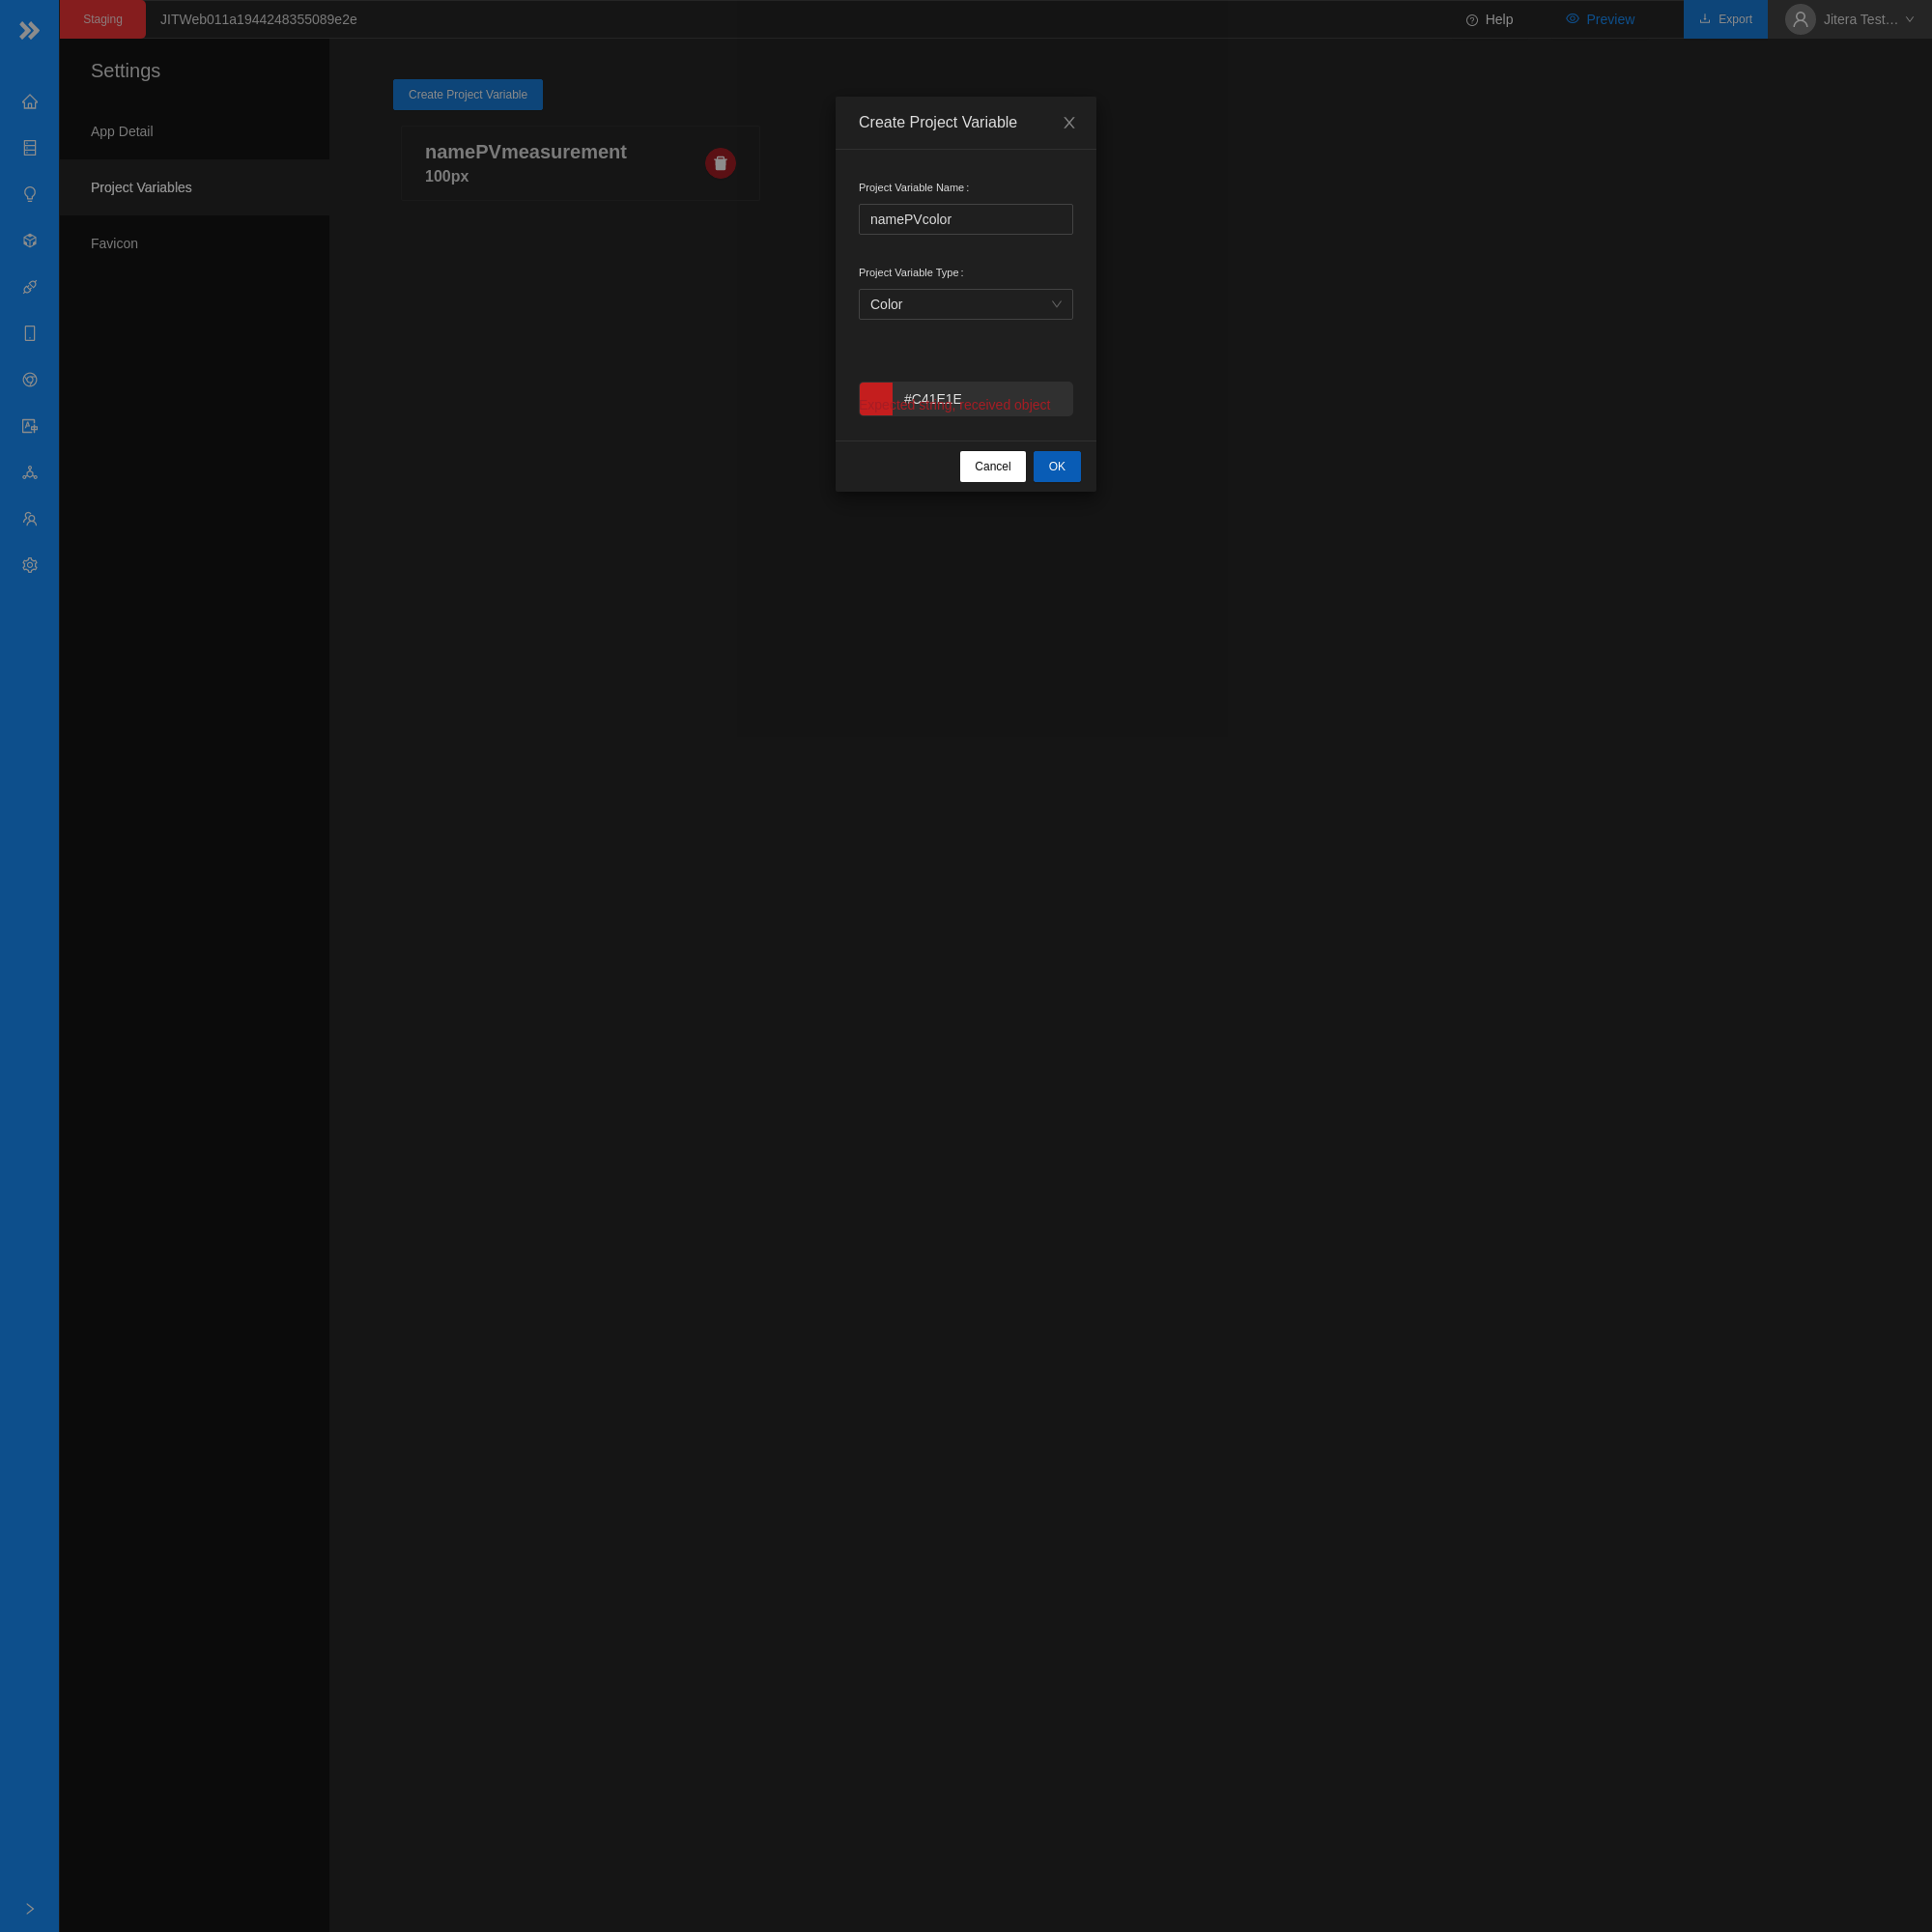 Staging
JITWeb011a1944248355089e2e
Help
Preview
Export
Jitera Test…
Settings
App Detail
Project Variables
Favicon
Create Project Variable
namePVmeasurement
100px
Create Project Variable
Project Variable Name :
namePVcolor
Project Variable Type :
Color
#C41E1E
Expected string, received object
Cancel
OK